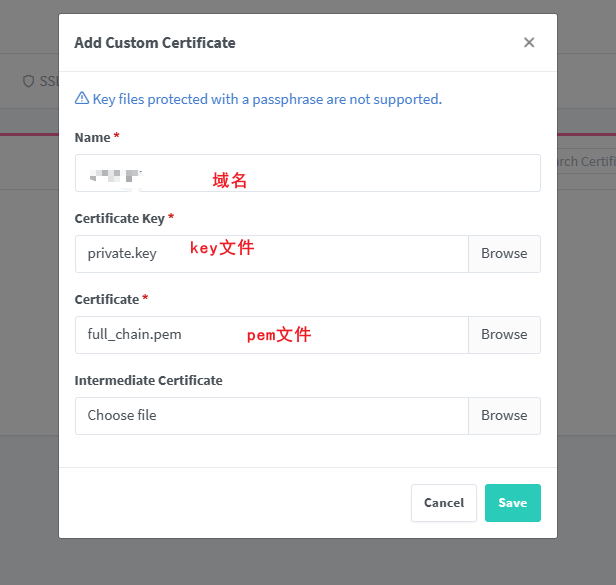 Add Custom Certificate
SSL
Key files protected with a passphrase are not supported.
Name *
域名
arch Certifi
Certificate Key *
private.key
key文件
Browse
Certificate *
full_chain.pem
pem文件
Browse
Intermediate Certificate
Choose file
Browse
Cancel
Save